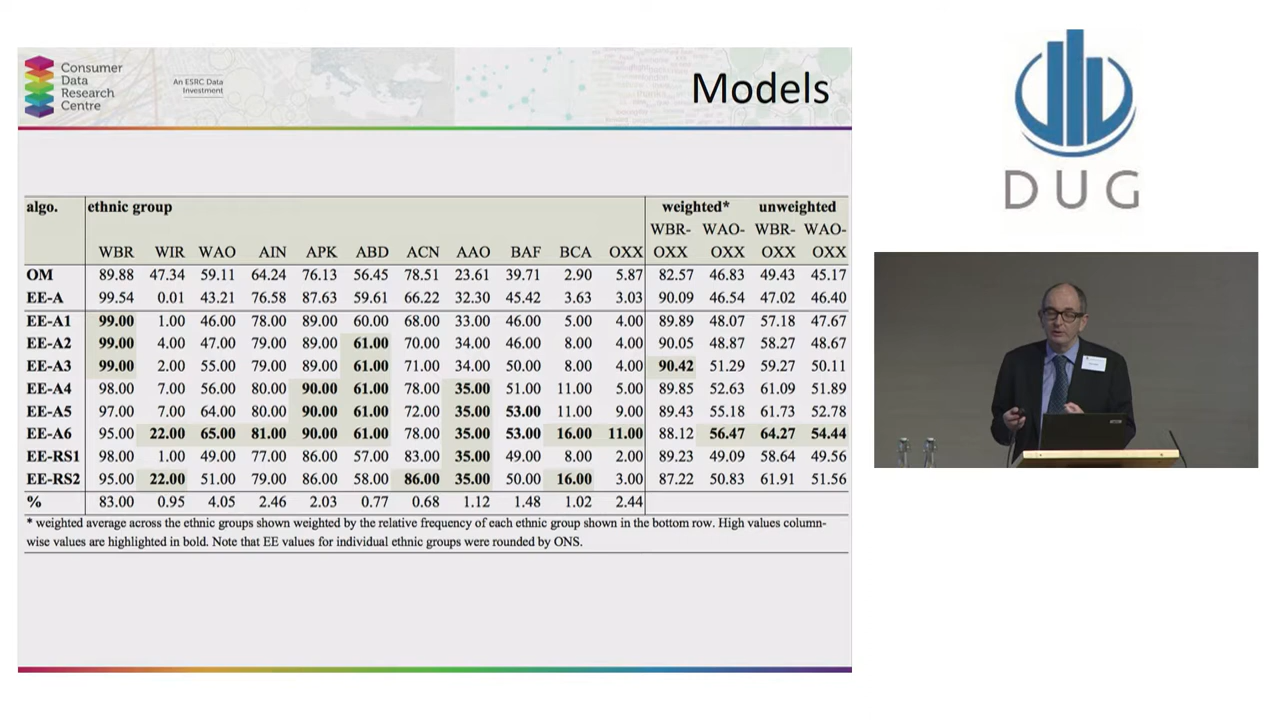 Consumer
Data
Research
Centre
An ESRC Data
Investment
Models
algo. ethnic group weighted* unweighted
WBR- WAO- WBR- WAO-
WBR WIR WAO AIN APK ABD ACN AAO BAF BCA OXX OXX OXX OXX OXX
OM 89.88 47.34 59.11 64.24 76.13 56.45 78.51 23.61 39.71 2.90 5.87 82.57 46.83 49.43 45.17
EE-A 99.54 0.01 43.21 76.58 87.63 59.61 66.22 32.30 45.42 3.63 3.03 90.09 46.54 47.02 46.40
EE-A1 99.00 1.00 46.00 78.00 89.00 60.00 68.00 33.00 46.00 5.00 4.00 89.89 48.07 57.18 47.67
EE-A2 99.00 4.00 47.00 79.00 89.00 61.00 70.00 34.00 46.00 8.00 4.00 90.05 48.87 58.27 48.67
EE-A3 99.00 2.00 55.00 79.00 89.00 61.00 71.00 34.00 50.00 8.00 4.00 90.42 51.29 59.27 50.11
EE-A4 98.00 7.00 56.00 80.00 90.00 61.00 78.00 35.00 51.00 11.00 5.00 89.85 52.63 61.09 51.89
EE-A5 97.00 7.00 64.00 80.00 90.00 61.00 72.00 35.00 53.00 11.00 9.00 89.43 55.18 61.73 52.78
EE-A6 95.00 22.00 65.00 81.00 90.00 61.00 78.00 35.00 53.00 16.00 11.00 88.12 56.47 64.27 54.44
EE-RS1 98.00 1.00 49.00 77.00 86.00 57.00 83.00 35.00 49.00 8.00 2.00 89.23 49.09 58.64 49.56
EE-RS2 95.00 22.00 51.00 79.00 86.00 58.00 86.00 35.00 50.00 16.00 3.00 87.22 50.83 61.91 51.56
% 83.00 0.95 4.05 2.46 2.03 0.77 0.68 1.12 1.48 1.02 2.44
* weighted average across the ethnic groups shown weighted by the relative frequency of each ethnic group shown in the bottom row. High values column-
wise values are highlighted in bold. Note that EE values for individual ethnic groups were rounded by ONS.
DUG